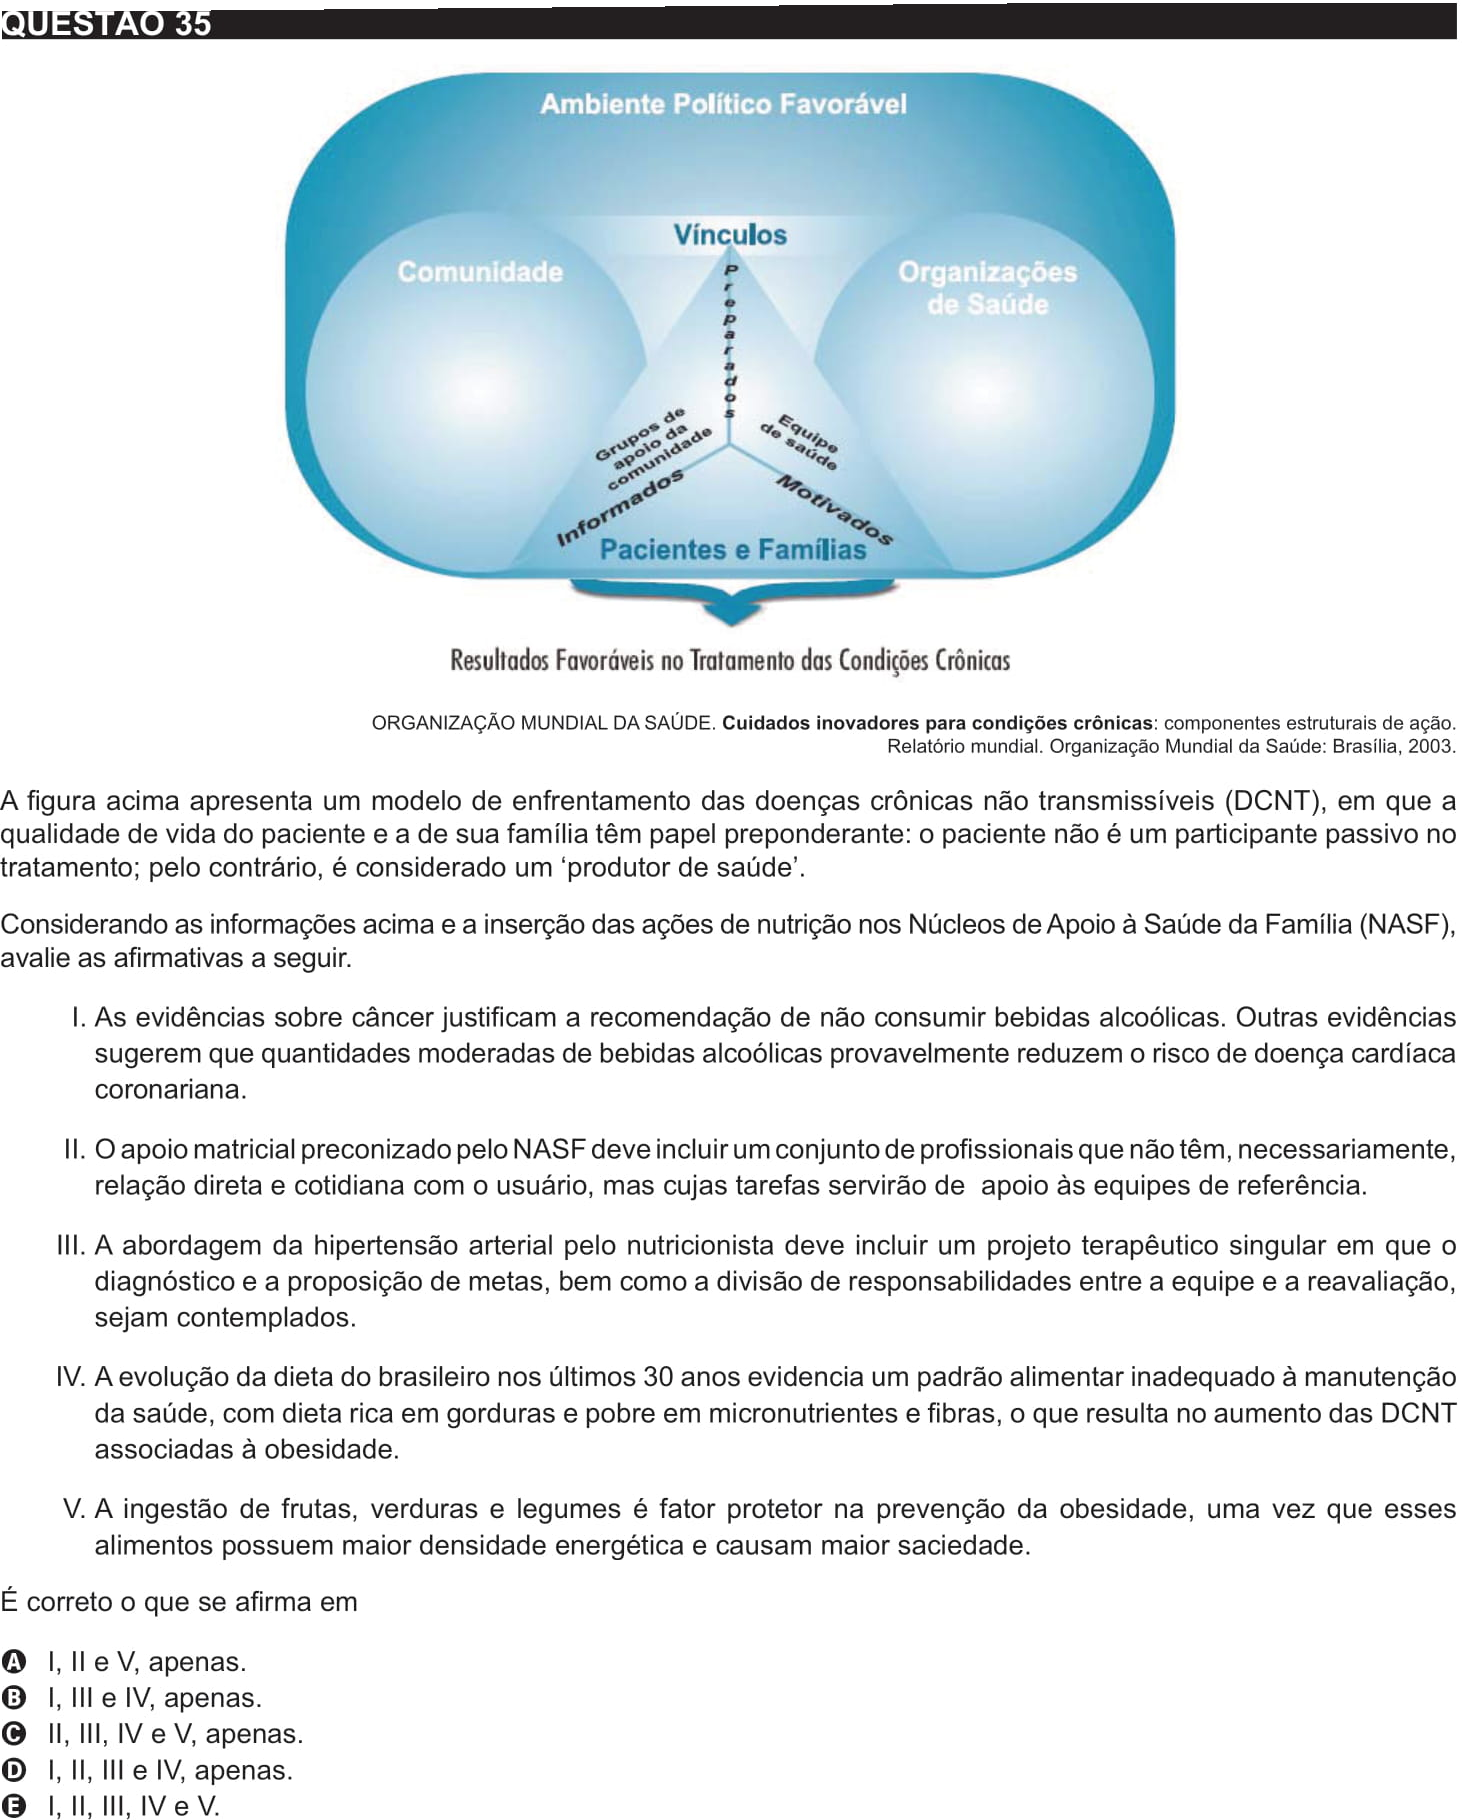 QUESTÃO 35
Ambiente Político Favorável
Vínculos
Comunidade
Organizações
de Saúde
Preparados
Grupos de
apoio da
comunidade
Equipe
de saúde
Informados
Motivados
Pacientes e Famílias
Resultados Favoráveis no Tratamento das Condições Crônicas
ORGANIZAÇÃO MUNDIAL DA SAÚDE. Cuidados inovadores para condições crônicas: componentes estruturais de ação.
Relatório mundial. Organização Mundial da Saúde: Brasília, 2003.
A figura acima apresenta um modelo de enfrentamento das doenças crônicas não transmissíveis (DCNT), em que a
qualidade de vida do paciente e a de sua família têm papel preponderante: o paciente não é um participante passivo no
tratamento; pelo contrário, é considerado um ‘produtor de saúde’.
Considerando as informações acima e a inserção das ações de nutrição nos Núcleos de Apoio à Saúde da Família (NASF),
avalie as afirmativas a seguir.
I. As evidências sobre câncer justificam a recomendação de não consumir bebidas alcoólicas. Outras evidências
sugerem que quantidades moderadas de bebidas alcoólicas provavelmente reduzem o risco de doença cardíaca
coronariana.
II. O apoio matricial preconizado pelo NASF deve incluir um conjunto de profissionais que não têm, necessariamente,
relação direta e cotidiana com o usuário, mas cujas tarefas servirão de apoio às equipes de referência.
III. A abordagem da hipertensão arterial pelo nutricionista deve incluir um projeto terapêutico singular em que o
diagnóstico e a proposição de metas, bem como a divisão de responsabilidades entre a equipe e a reavaliação,
sejam contemplados.
IV. A evolução da dieta do brasileiro nos últimos 30 anos evidencia um padrão alimentar inadequado à manutenção
da saúde, com dieta rica em gorduras e pobre em micronutrientes e fibras, o que resulta no aumento das DCNT
associadas à obesidade.
V. A ingestão de frutas, verduras e legumes é fator protetor na prevenção da obesidade, uma vez que esses
alimentos possuem maior densidade energética e causam maior saciedade.
É correto o que se afirma em
A I, II e V, apenas.
B I, III e IV, apenas.
C II, III, IV e V, apenas.
D I, II, III e IV, apenas.
E I, II, III, IV e V.